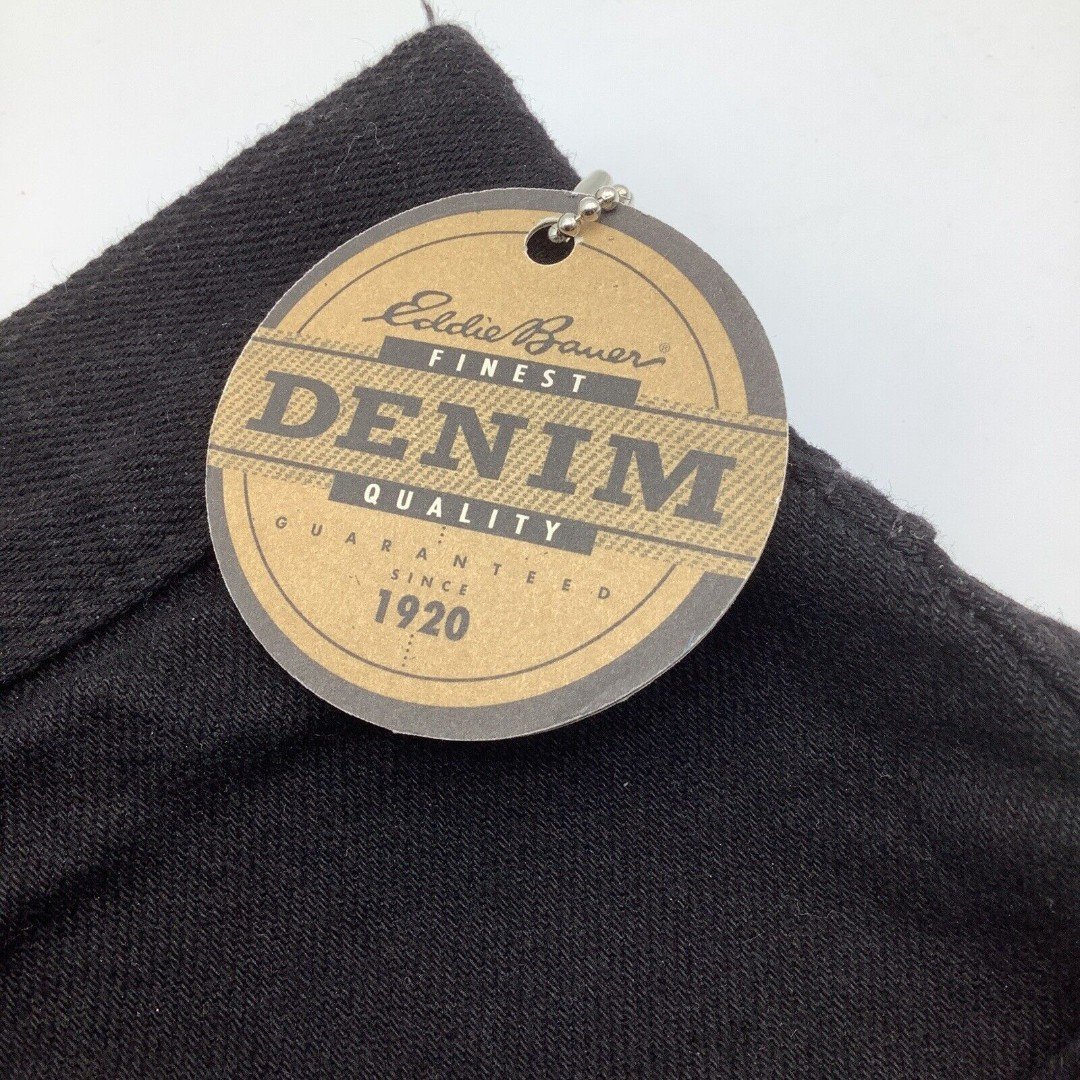 Eddie Bauer®
FINEST
DENIM
QUALITY
GUARANTEED
SINCE
1920